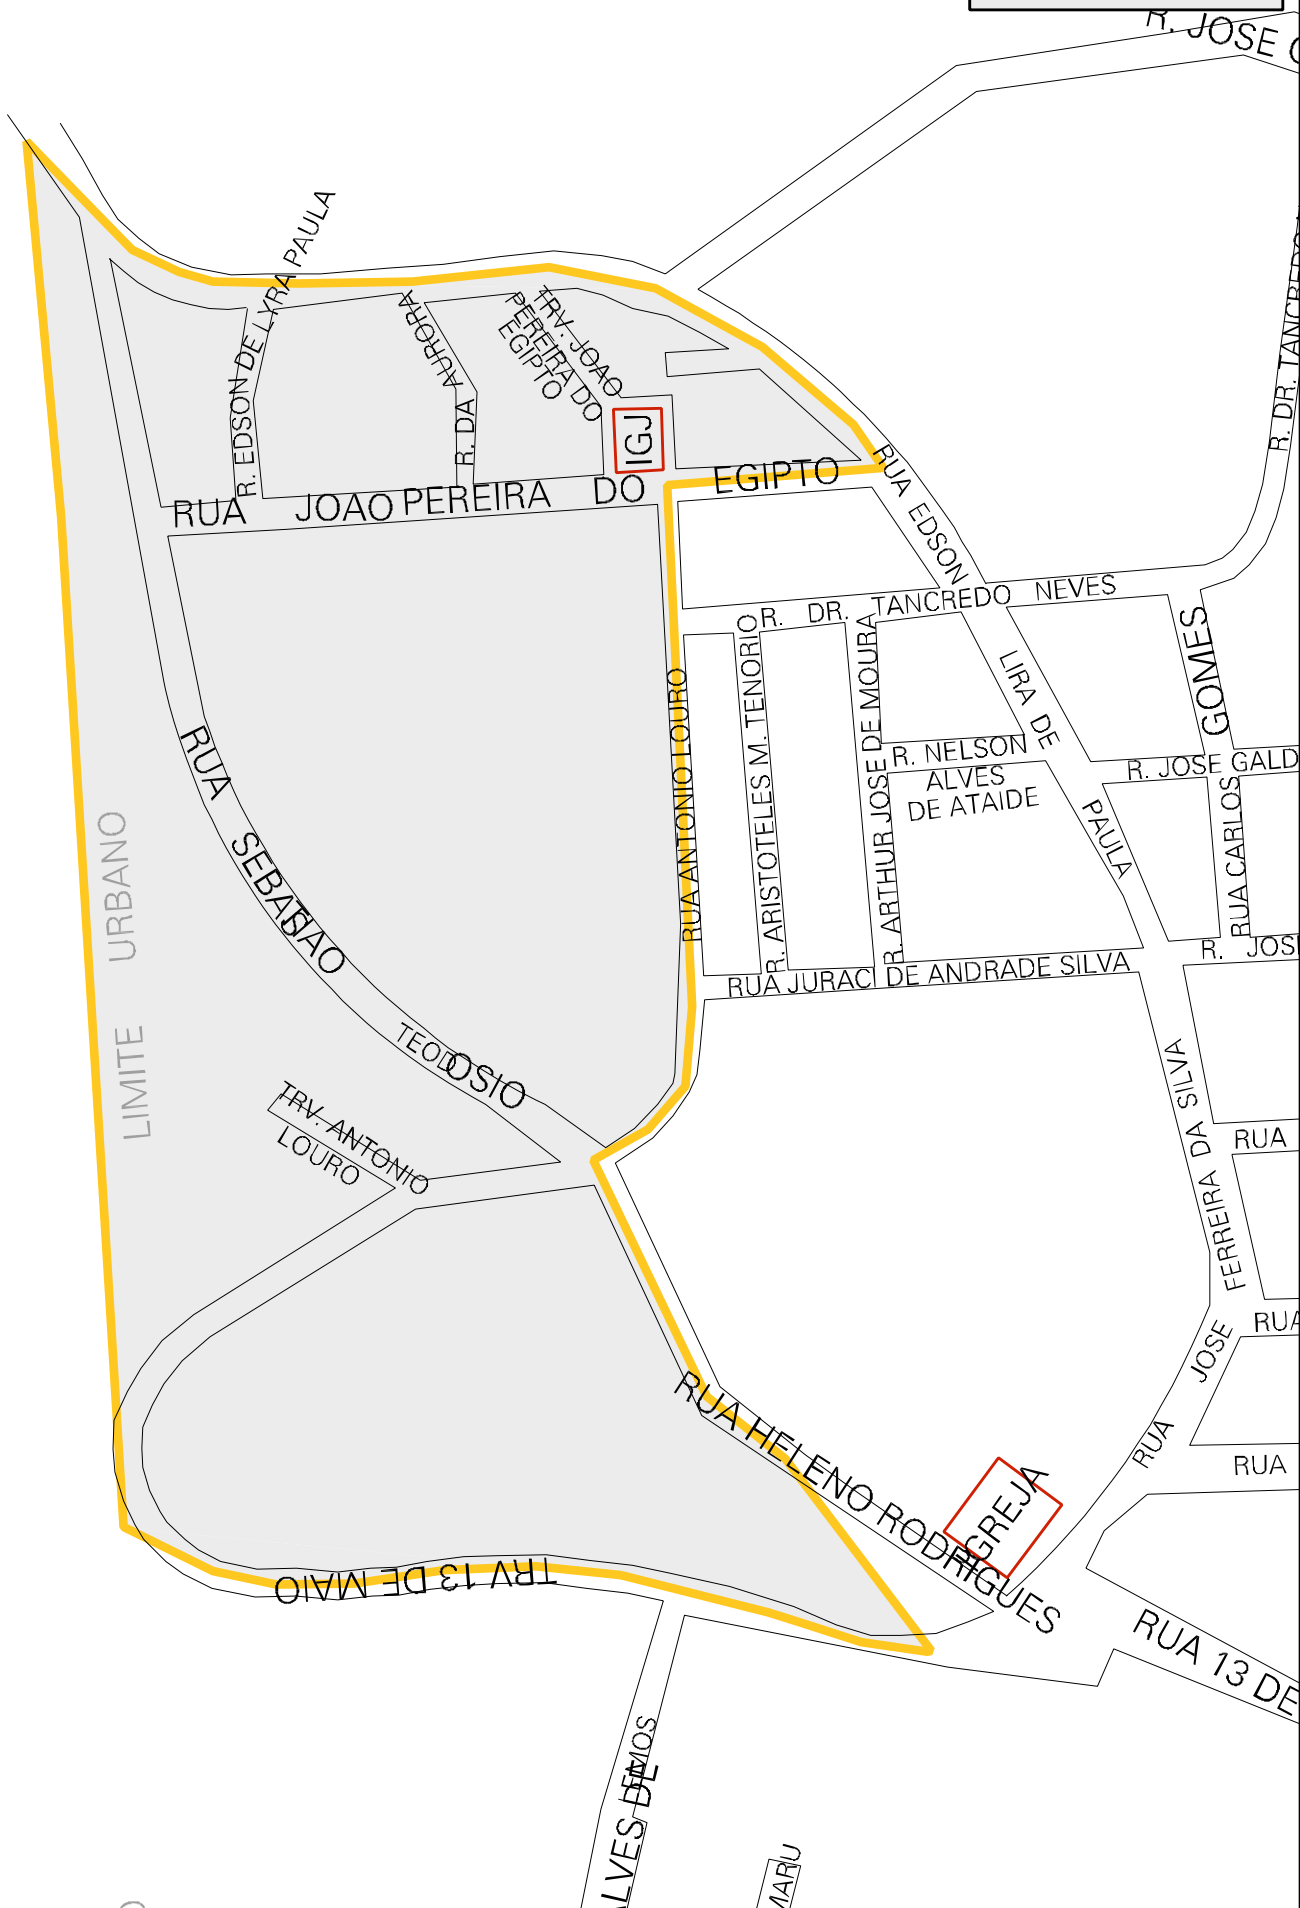 R. JOSE
R. EDSON DE LYRA PAULA
R. DA AURORA
TRV. JOAO
PEREIRA DO
EGIPTO
IGJ
RUA JOAO PEREIRA DO EGIPTO
RUA EDSON LIRA DE PAULA
R. DR. TANCREDO NEVES
R. DR. TANCREDO
GOMES
RUA ANTONIO LOURO
R. ARISTOTELES M. TENORIO
R. ARTHUR JOSE DE MOURA
R. NELSON
ALVES
DE ATAIDE
R. JOSE GALD
RUA CARLOS
R. JOSE
RUA JURACI DE ANDRADE SILVA
RUA SEBASTIAO TEODOSIO
LIMITE URBANO
TRV. ANTONIO
LOURO
RUA JOSE FERREIRA DA SILVA
RUA
RUA
RUA
RUA HELENO RODRIGUES
IGREJA
TRV 13 DE MAIO
RUA 13 DE
ALVES DE
LEMOS
MARU